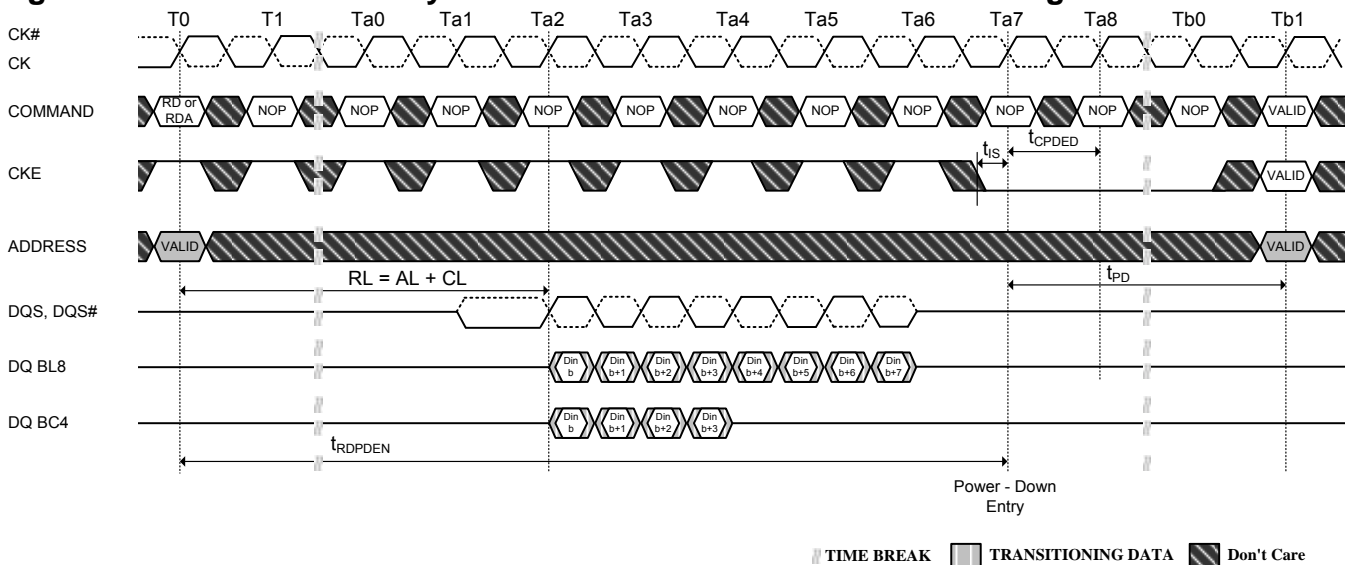 T0 T1 Ta0 Ta1 Ta2 Ta3 Ta4 Ta5 Ta6 Ta7 Ta8 Tb0 Tb1
CK#
CK
COMMAND
RD or
RDA
NOP NOP NOP NOP NOP NOP NOP NOP NOP NOP NOP VALID
tIS
tCPDED
CKE
VALID
ADDRESS
VALID
VALID
RL = AL + CL
tPD
DQS, DQS#
DQ BL8
Din
b
Din
b+1
Din
b+2
Din
b+3
Din
b+4
Din
b+5
Din
b+6
Din
b+7
DQ BC4
Din
b
Din
b+1
Din
b+2
Din
b+3
tRDPDEN
Power - Down
Entry
TIME BREAK
TRANSITIONING DATA
Don't Care